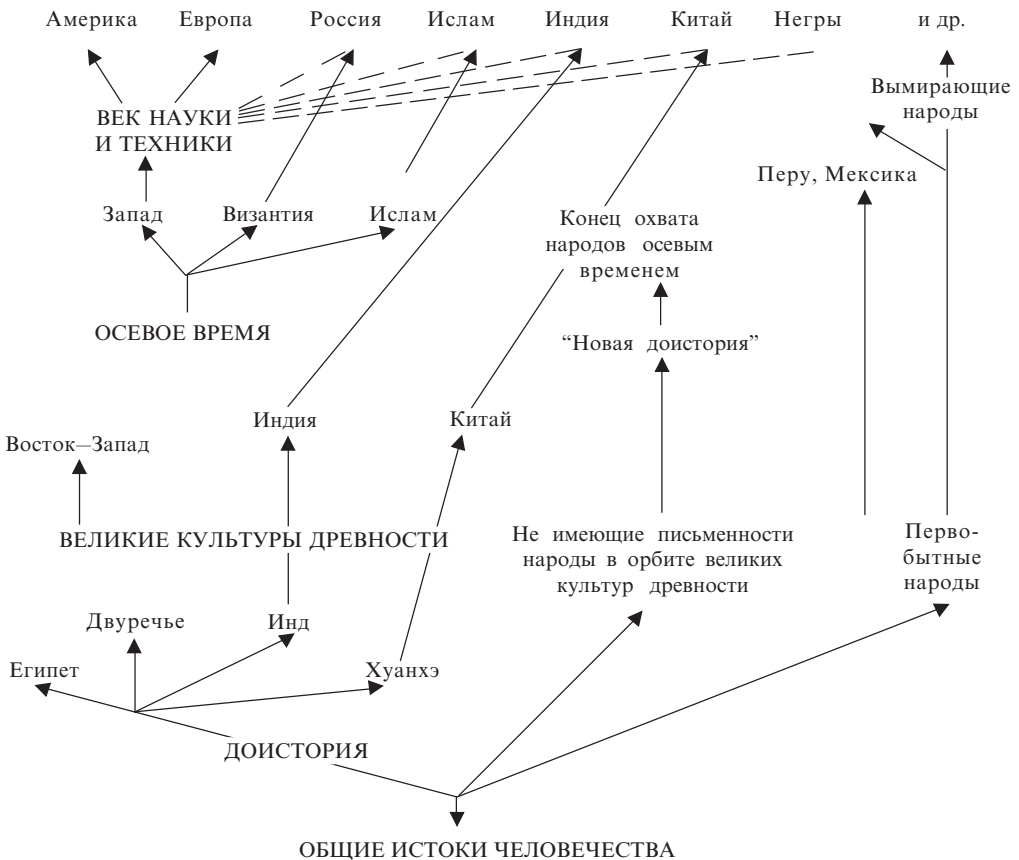 Америка Европа Россия Ислам Индия Китай Негры и др.
Вымирающие
народы
ВЕК НАУКИ
И ТЕХНИКИ
Перу, Мексика
Запад Византия Ислам
Конец охвата
народов осевым
временем
ОСЕВОЕ ВРЕМЯ
“Новая доистория”
Индия Китай
Восток—Запад
ВЕЛИКИЕ КУЛЬТУРЫ ДРЕВНОСТИ
Не имеющие письменности
народы в орбите великих
культур древности
Перво-
бытные
народы
Двуречье Инд
Египет Хуанхэ
ДОИСТОРИЯ
ОБЩИЕ ИСТОКИ ЧЕЛОВЕЧЕСТВА